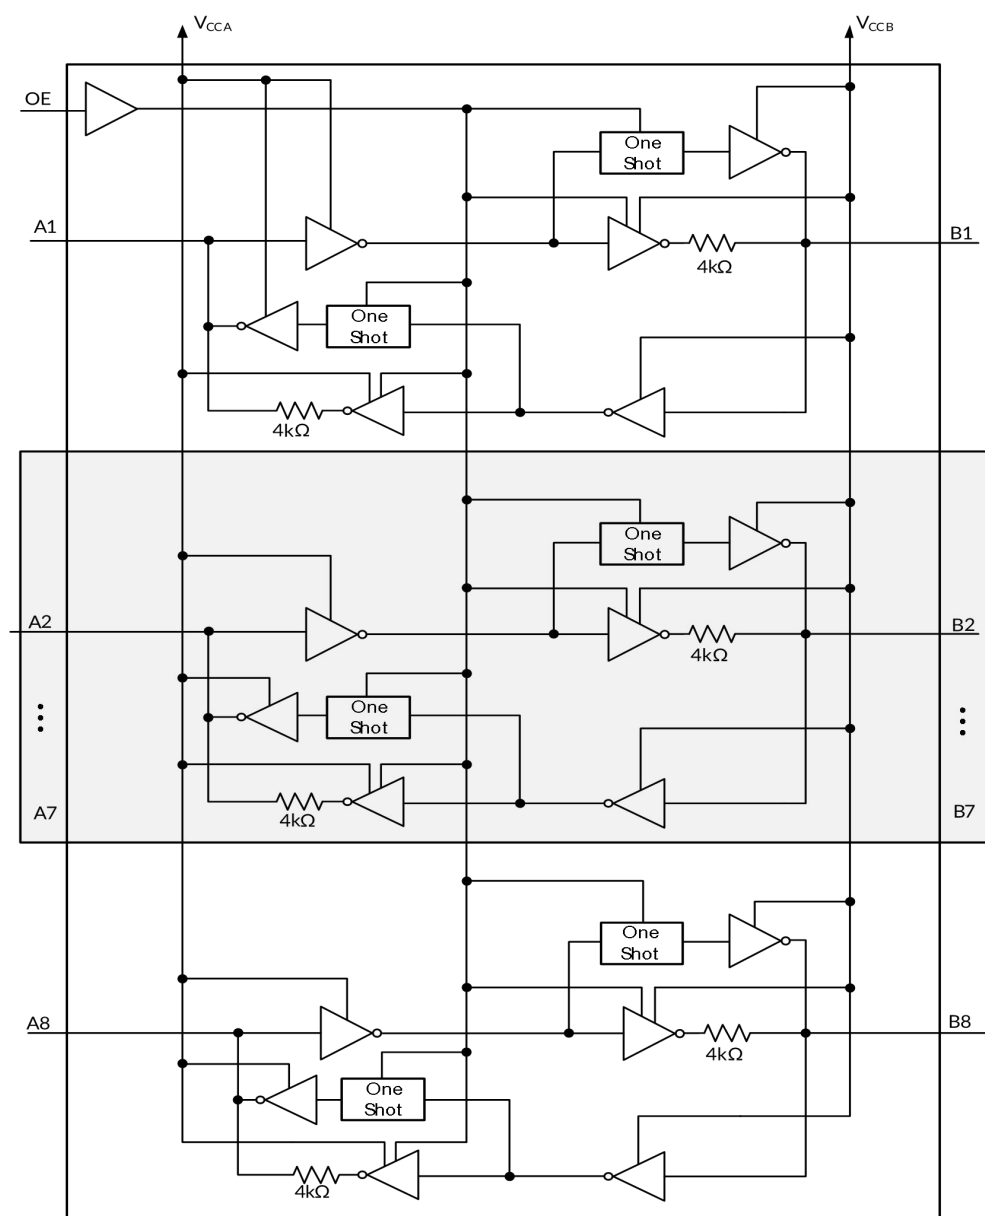 VCCA
VCCB
OE
One
Shot
A1
B1
4kΩ
One
Shot
4kΩ
One
Shot
A2
B2
4kΩ
One
Shot
A7
4kΩ
B7
One
Shot
A8
B8
4kΩ
One
Shot
4kΩ